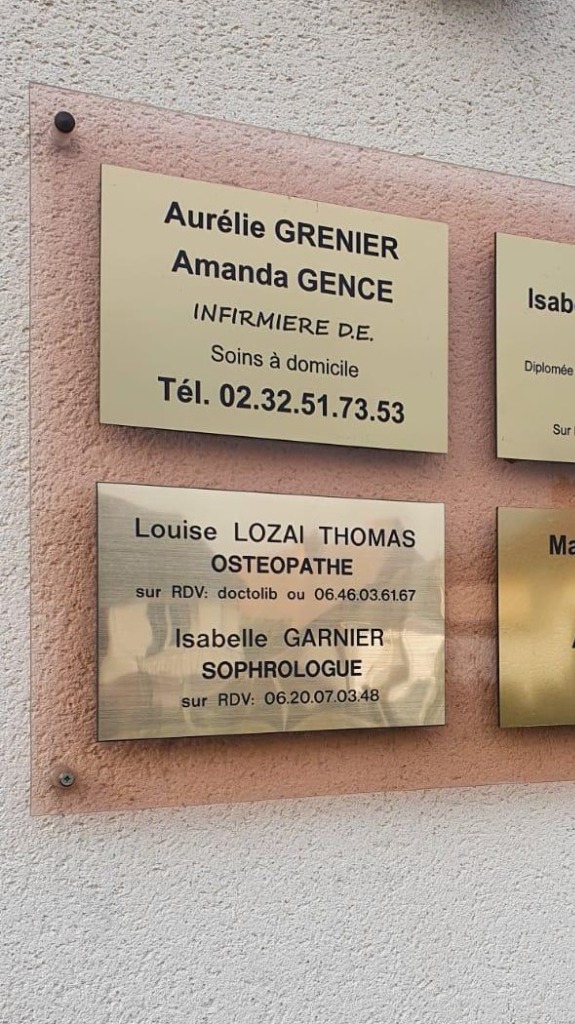 Aurélie GRENIER
Amanda GENCE
INFIRMIERE D.E.
Soins à domicile
Tél. 02.32.51.73.53
Louise LOZAI THOMAS
OSTEOPATHE
sur RDV: doctolib ou 06.46.03.61.67
Isabelle GARNIER
SOPHROLOGUE
sur RDV: 06.20.07.03.48
Isab
Diplomée
Sur
Ma